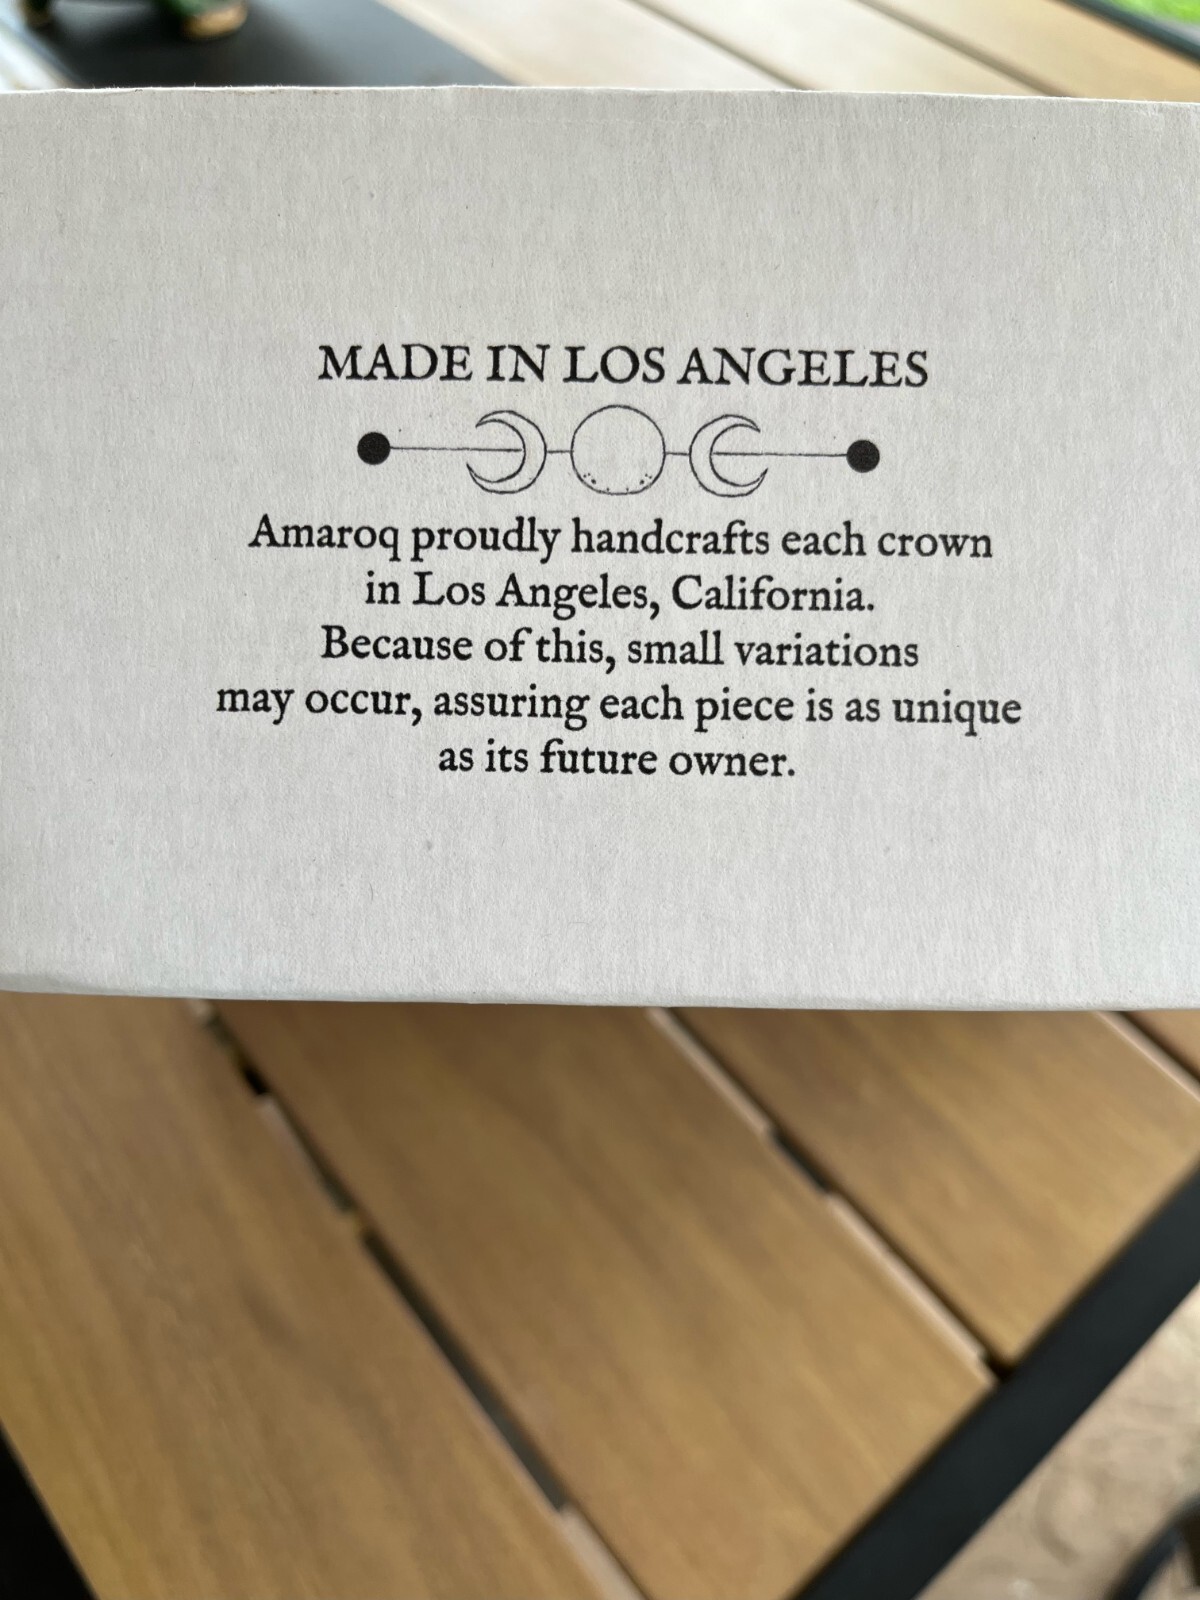 MADE IN LOS ANGELES
Amaroq proudly handcrafts each crown
in Los Angeles, California.
Because of this, small variations
may occur, assuring each piece is as unique
as its future owner.